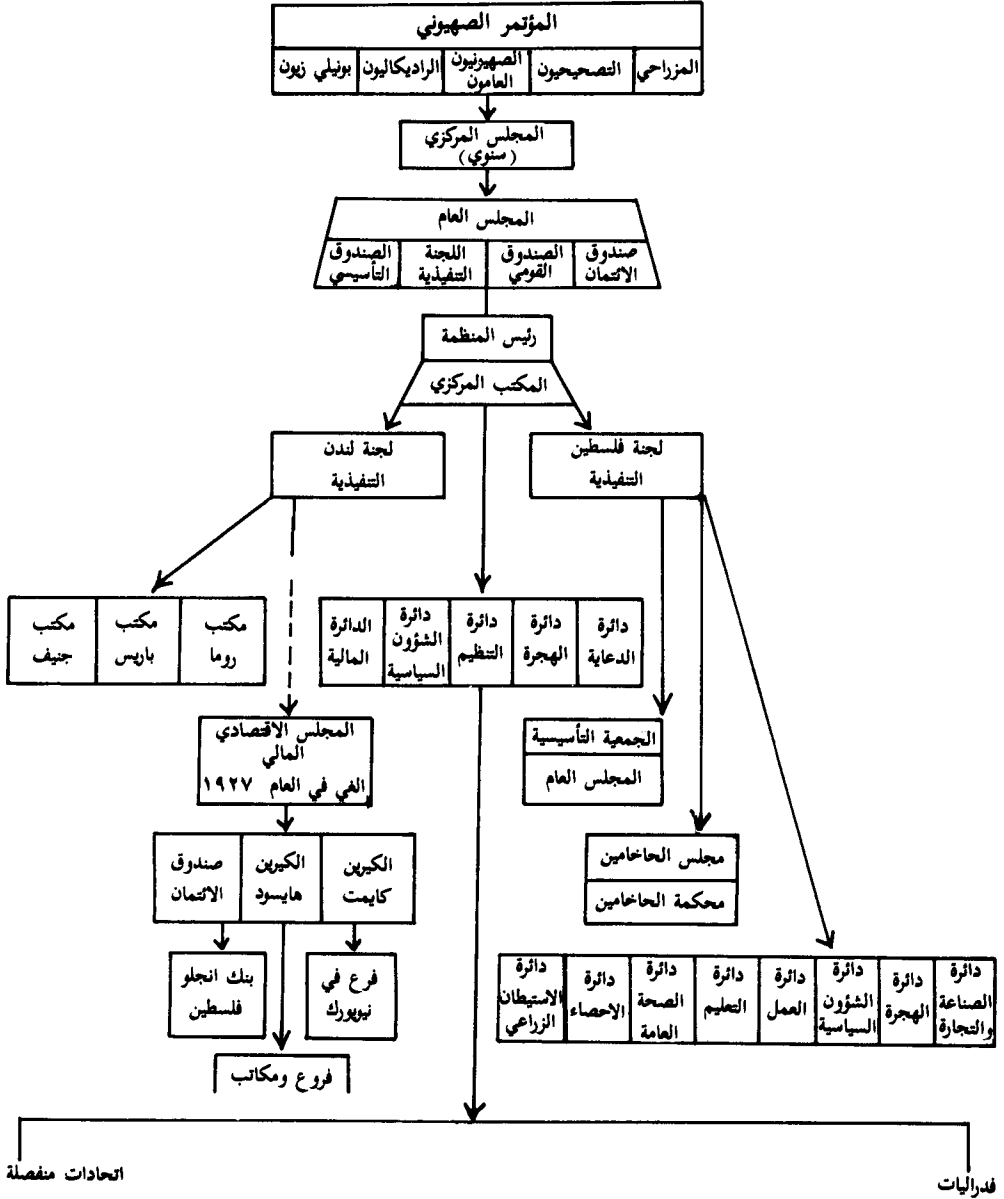 المؤتمر الصهيوني
المزراحي
التصحيحيون
الصهيونيون
العامون
الراديكاليون
بونيلي زيون
المجلس المركزي
(سنوي)
المجلس العام
صندوق
الائتمان
الصندوق
القومي
اللجنة
التنفيذية
الصندوق
التأسيسي
رئيس المنظمة
المكتب المركزي
لجنة فلسطين
التنفيذية
لجنة لندن
التنفيذية
مكتب
روما
مكتب
باريس
مكتب
جنيف
دائرة
الدعاية
دائرة
الهجرة
دائرة
التنظيم
دائرة
الشؤون
السياسية
الدائرة
المالية
الجمعية التأسيسية
المجلس العام
المجلس الاقتصادي
المالي
الغي في العام ١٩٢٧
مجلس الحاخامين
محكمة الحاخامين
الكيرين
كايمت
الكيرين
هايسود
صندوق
الائتمان
فرع في
نيويورك
بنك انجلو
فلسطين
فروع ومكاتب
دائرة
الصناعة
والتجارة
دائرة
الهجرة
دائرة
الشؤون
السياسية
دائرة
العمل
دائرة
التعليم
دائرة
الصحة
العامة
دائرة
الاحصاء
دائرة
الاستيطان
الزراعي
فدراليات
اتحادات منفصلة